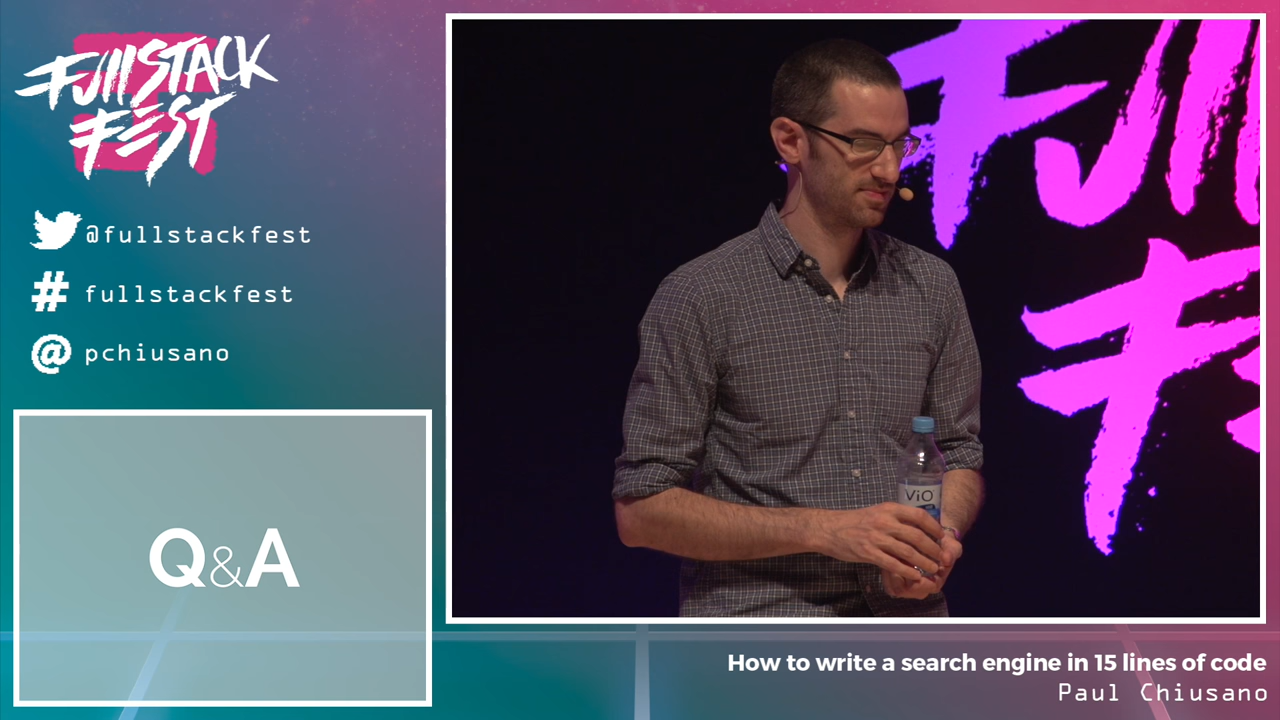 FullSTACK
FEST
@fullstackfest
# fullstackfest
@ pchiusano
Q&A
ViO
How to write a search engine in 15 lines of code
Paul Chiusano